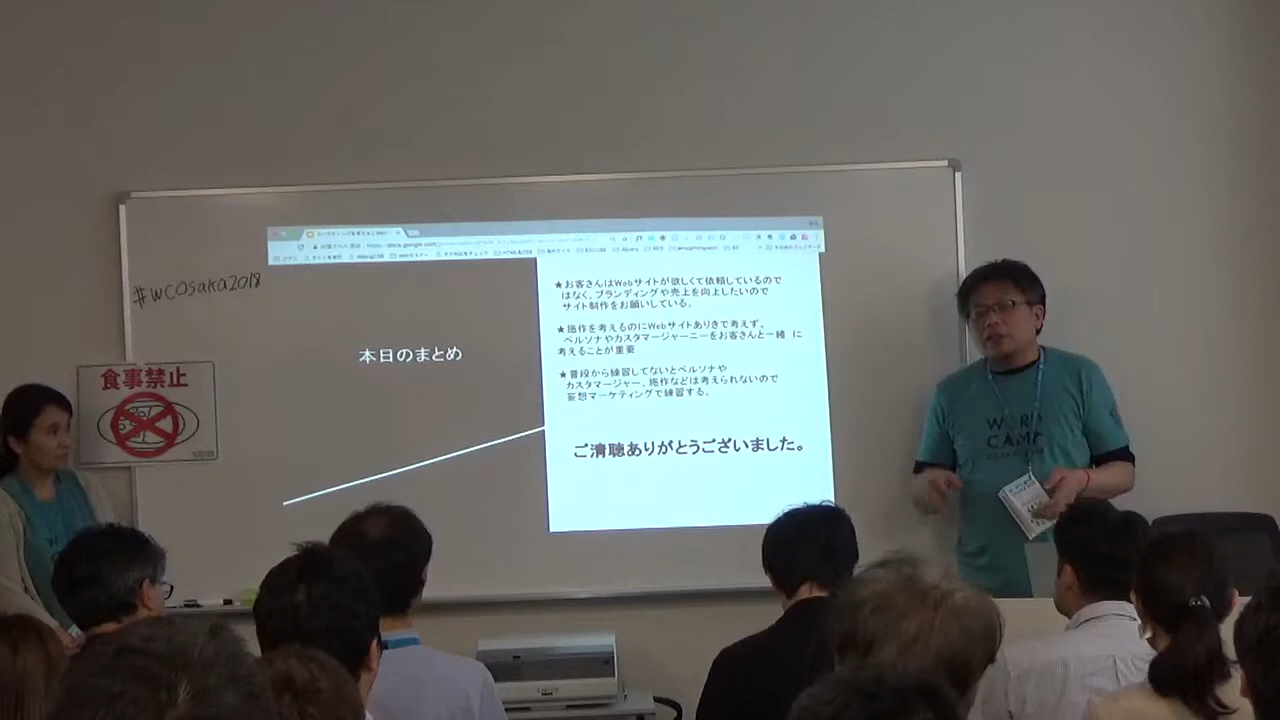 #wcosaka2018
食事禁止
本日のまとめ
★お客さんはWebサイトが欲しくて依頼しているので
はなく、ブランディングや売上を向上したいので
サイト制作をお願いしている。
★施作を考えるのにWebサイトありきで考えず、
ペルソナやカスタマージャーニーをお客さんと一緒 に
考えることが重要
★普段から練習してないとペルソナや
カスタマージャー、施作などは考えられないので
妄想マーケティングで練習する。
ご清聴ありがとうございました。
WORD
CAMP